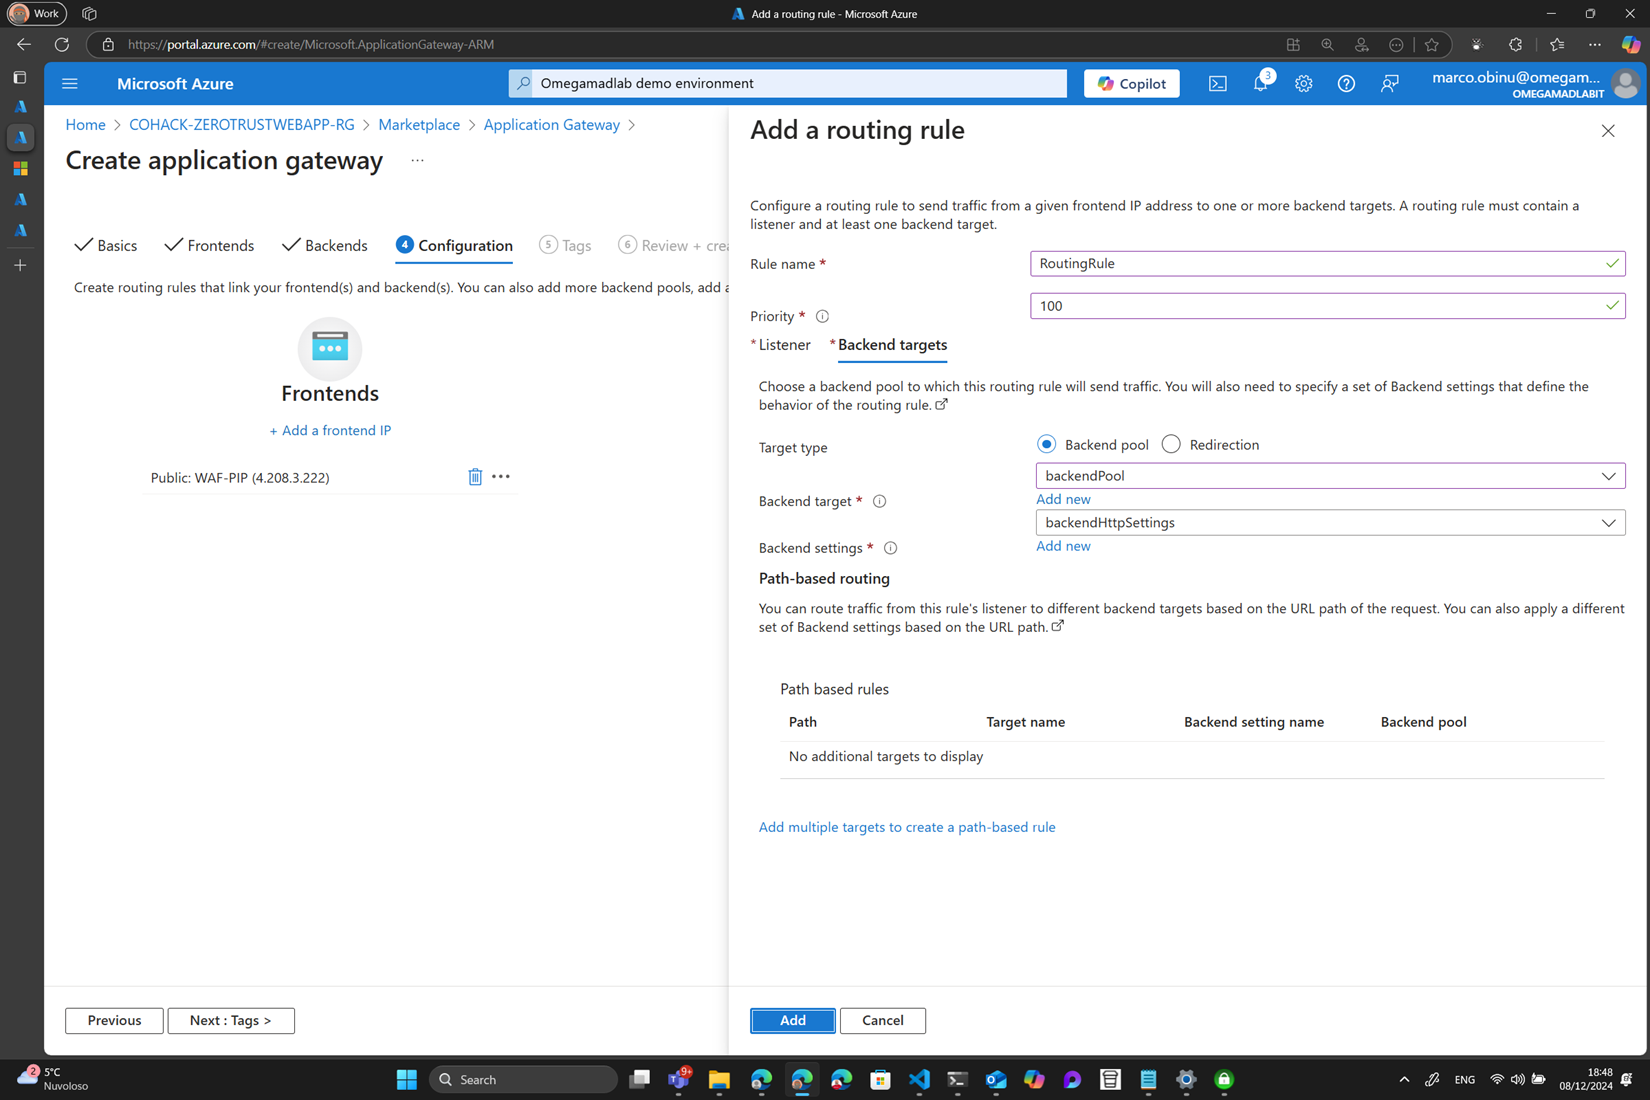 Work
Add a routing rule - Microsoft Azure
https://portal.azure.com/#create/Microsoft.ApplicationGateway-ARM
Microsoft Azure
Omegamadlab demo environment
Copilot
3
marco.obinu@omegam...
OMEGAMADLABIT
Home > COHACK-ZEROTRUSTWEBAPP-RG > Marketplace > Application Gateway >
Create application gateway ...
Basics
Frontends
Backends
4 Configuration
5 Tags
6 Review + crea
Create routing rules that link your frontend(s) and backend(s). You can also add more backend pools, add a
Frontends
+ Add a frontend IP
Public: WAF-PIP (4.208.3.222)
Previous
Next : Tags >
Add a routing rule
Configure a routing rule to send traffic from a given frontend IP address to one or more backend targets. A routing rule must contain a
listener and at least one backend target.
Rule name *
RoutingRule
Priority *
100
* Listener
* Backend targets
Choose a backend pool to which this routing rule will send traffic. You will also need to specify a set of Backend settings that define the
behavior of the routing rule.
Target type
Backend pool
Redirection
backendPool
Backend target *
Add new
backendHttpSettings
Backend settings *
Add new
Path-based routing
You can route traffic from this rule's listener to different backend targets based on the URL path of the request. You can also apply a different
set of Backend settings based on the URL path.
Path based rules
Path
Target name
Backend setting name
Backend pool
No additional targets to display
Add multiple targets to create a path-based rule
Add
Cancel
2
5°C
Nuvoloso
Search
9+
ENG
18:48
08/12/2024